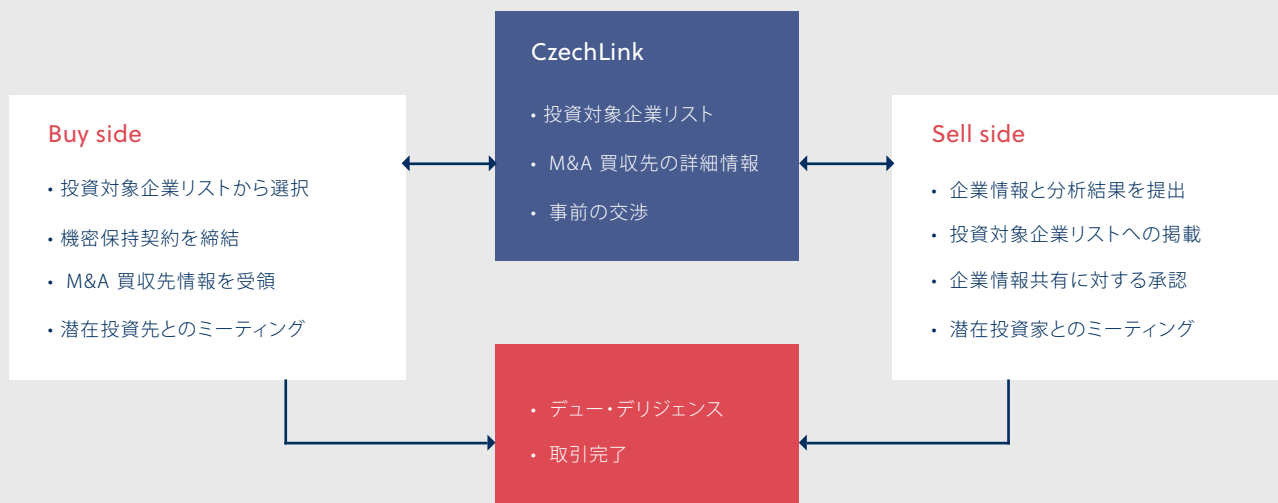 CzechLink
• 投資対象企業リスト
• M&A 買収先の詳細情報
• 事前の交渉
Buy side
• 投資対象企業リストから選択
• 機密保持契約を締結
• M&A 買収先情報を受領
• 潜在投資先とのミーティング
Sell side
• 企業情報と分析結果を提出
• 投資対象企業リストへの掲載
• 企業情報共有に対する承認
• 潜在投資家とのミーティング
• デュー・デリジェンス
• 取引完了